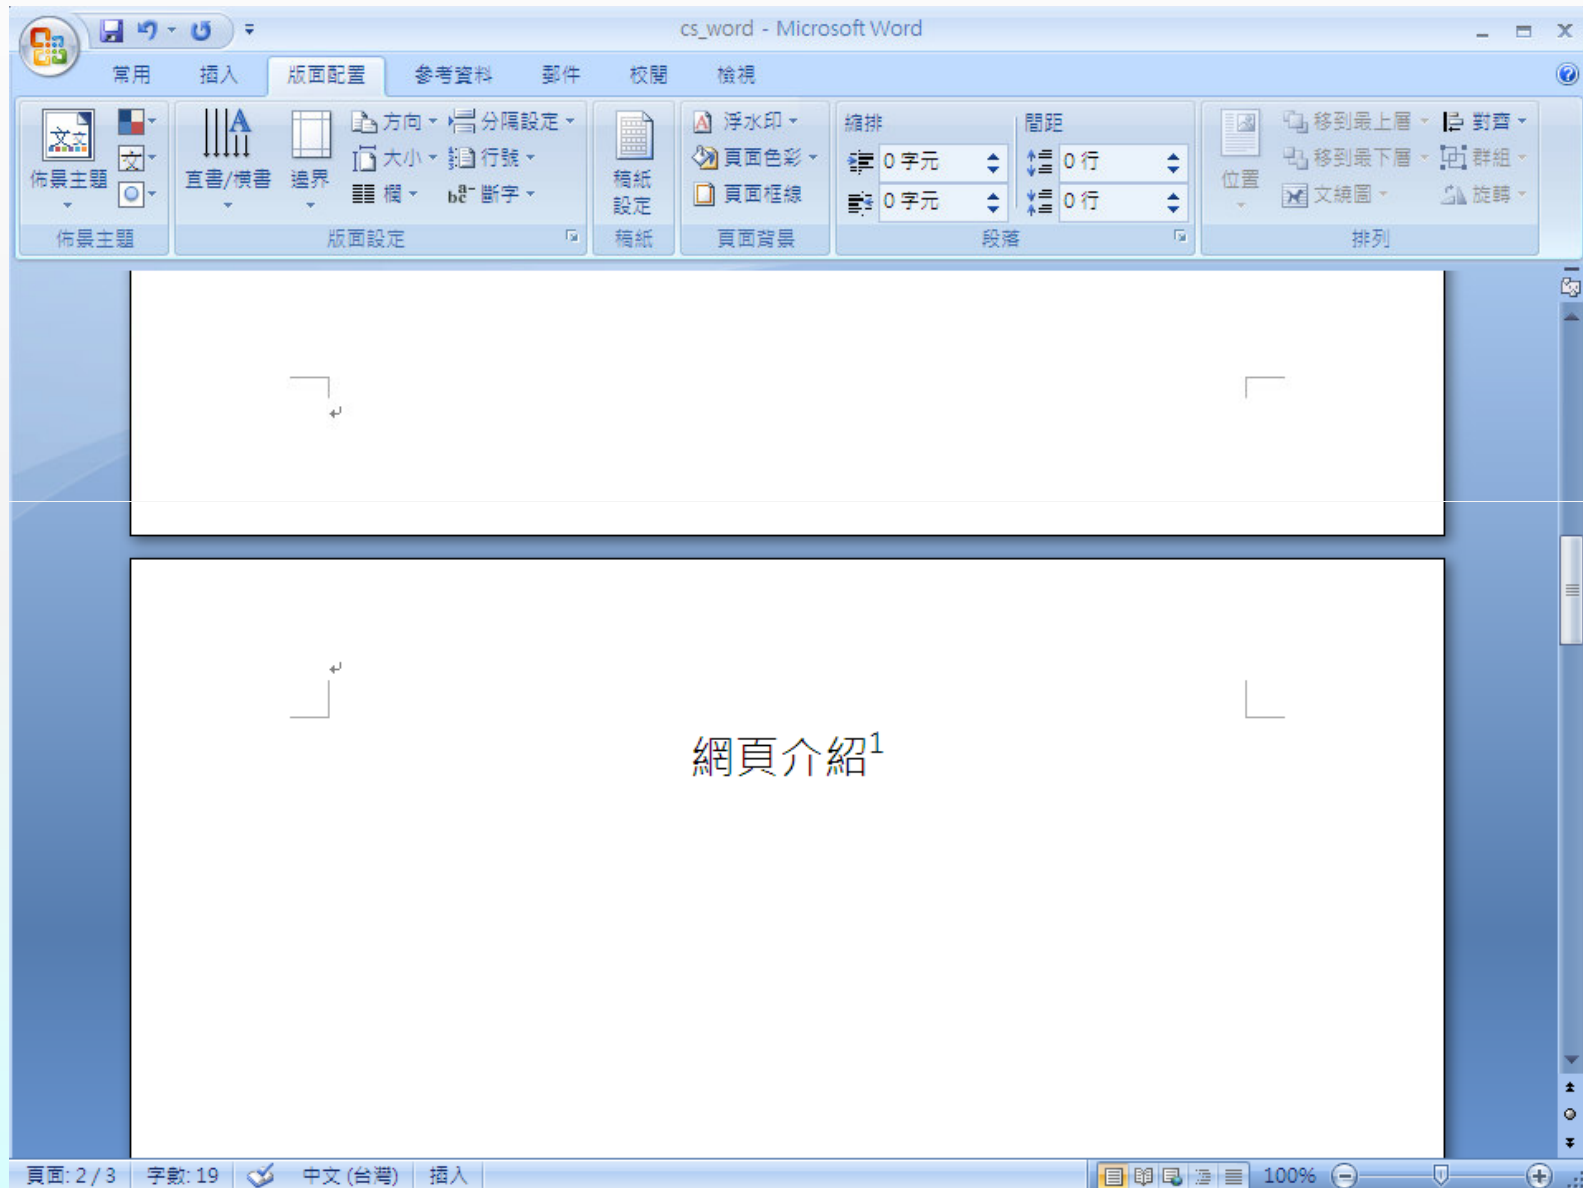 cs_word - Microsoft Word
常用 插入 版面配置 參考資料 郵件 校閱 檢視
文文 佈景主題 文 佈景主題
直書/橫書 邊界 方向 分隔設定 大小 行號 欄 斷字 版面設定
稿紙 設定 稿紙
浮水印 頁面色彩 頁面框線 頁面背景
縮排 間距
0 字元 0 行
0 字元 0 行
段落
位置 移到最上層 對齊 移到最下層 群組 文繞圖 旋轉 排列
網頁介紹1
頁面: 2 / 3 字數: 19 中文 (台灣) 插入 100%